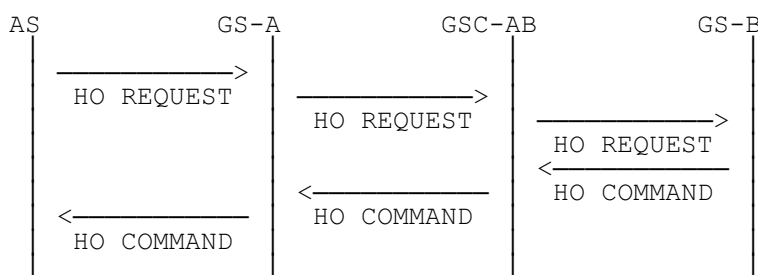 AS GS-A GSC-AB GS-B
HO REQUEST
HO REQUEST
HO REQUEST
HO COMMAND
HO COMMAND
HO COMMAND